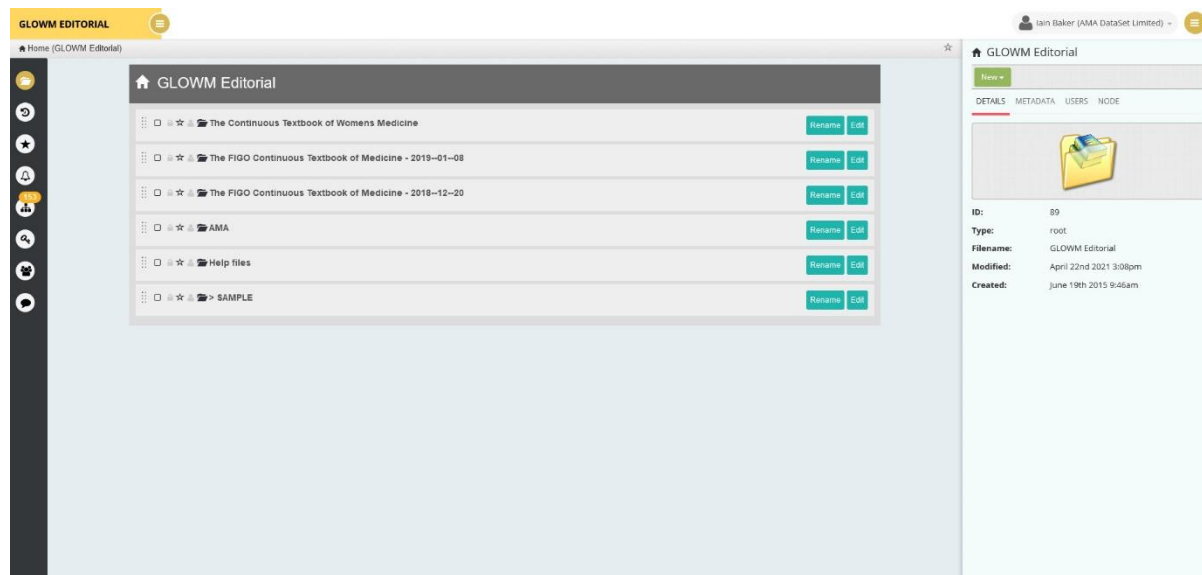 GLOWM EDITORIAL
Iain Baker (AMA DataSet Limited)
Home (GLOWM Editorial)
GLOWM Editorial
The Continuous Textbook of Womens Medicine
Rename Edit
The FIGO Continuous Textbook of Medicine - 2019--01--08
Rename Edit
The FIGO Continuous Textbook of Medicine - 2018--12--20
Rename Edit
AMA
Rename Edit
Help files
Rename Edit
> SAMPLE
Rename Edit
153
GLOWM Editorial
New
DETAILS METADATA USERS NODE
ID: 89
Type: root
Filename: GLOWM Editorial
Modified: April 22nd 2021 3:08pm
Created: June 19th 2015 9:46am